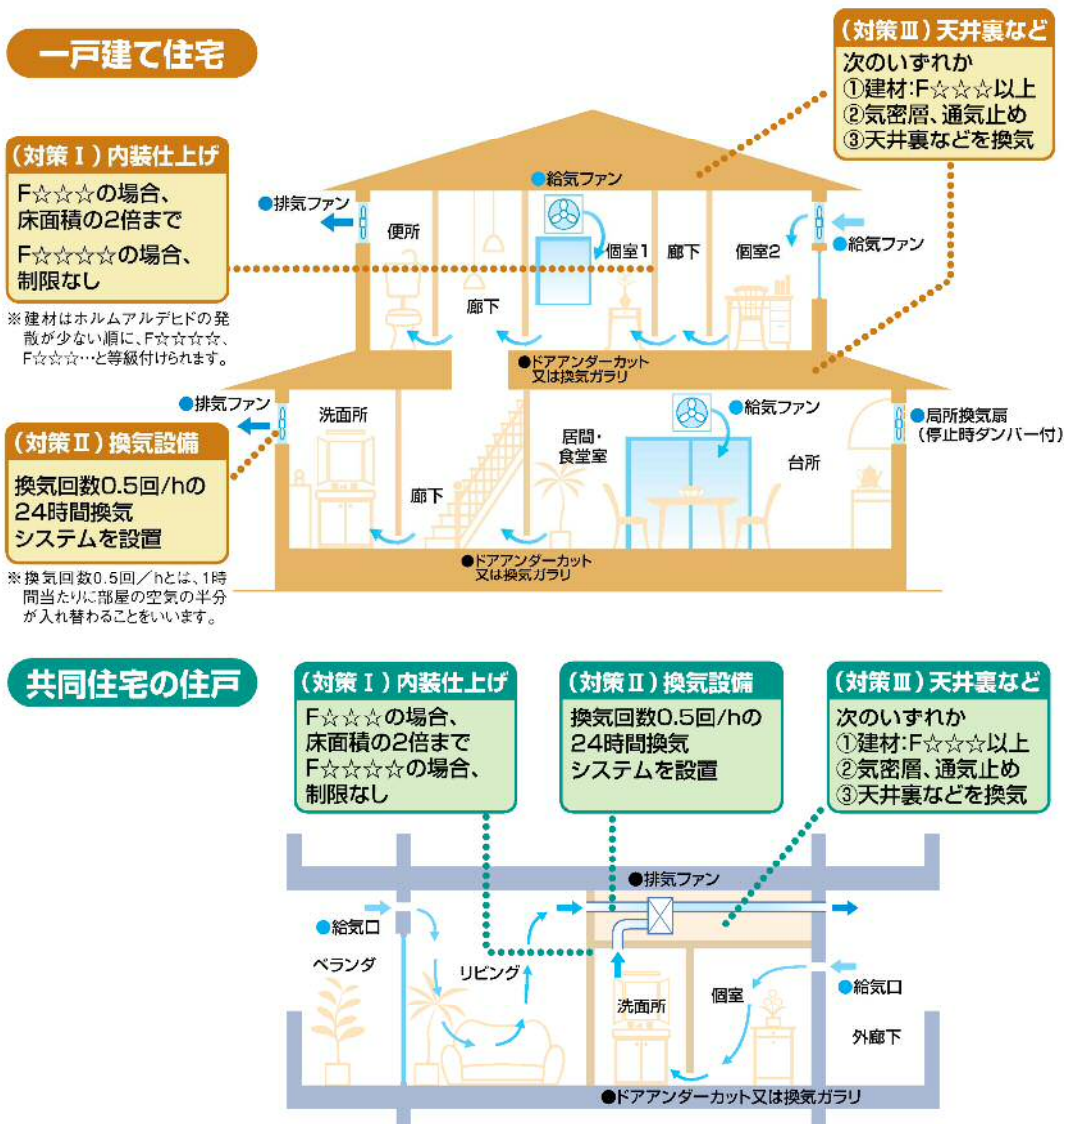 一戸建て住宅
(対策Ⅲ)天井裏など
次のいずれか
①建材:F☆☆☆以上
②気密層、通気止め
③天井裏などを換気
(対策Ⅰ)内装仕上げ
F☆☆☆の場合、
床面積の2倍まで
F☆☆☆☆の場合、
制限なし
※建材はホルムアルデヒドの発
散が少ない順に、F☆☆☆☆、
F☆☆☆…と等級付けられます。
●給気ファン
●排気ファン
便所
個室1
廊下
個室2
●給気ファン
廊下
●ドアアンダーカット
又は換気ガラリ
●排気ファン
洗面所
●給気ファン
●局所換気扇
(停止時ダンパー付)
居間・
食堂室
台所
廊下
(対策Ⅱ)換気設備
換気回数0.5回/hの
24時間換気
システムを設置
●ドアアンダーカット
又は換気ガラリ
※換気回数0.5回/hとは、1時
間当たりに部屋の空気の半分
が入れ替わることをいいます。
共同住宅の住戸
(対策Ⅰ)内装仕上げ
F☆☆☆の場合、
床面積の2倍まで
F☆☆☆☆の場合、
制限なし
(対策Ⅱ)換気設備
換気回数0.5回/hの
24時間換気
システムを設置
(対策Ⅲ)天井裏など
次のいずれか
①建材:F☆☆☆以上
②気密層、通気止め
③天井裏などを換気
●排気ファン
●給気口
ベランダ
リビング
洗面所
個室
●給気口
外廊下
●ドアアンダーカット又は換気ガラリ